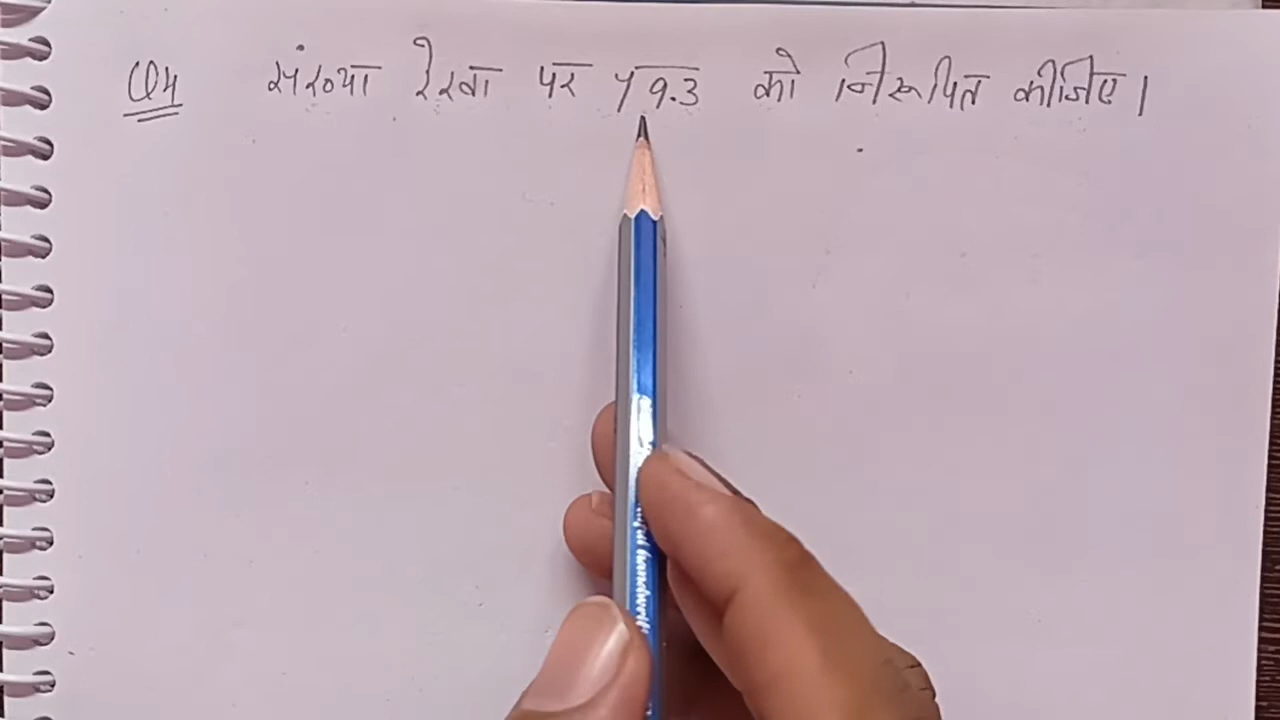 Q4 संख्या रेखा पर √9.3 को निरूपित कीजिए।